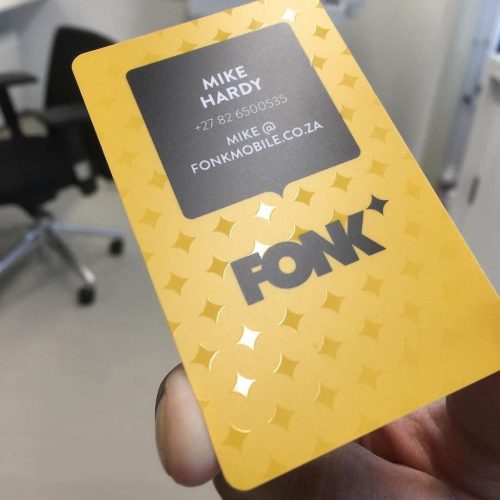 MIKE
HARDY
+27 82 6500535
MIKE @
FONKMOBILE.CO.ZA
FONK